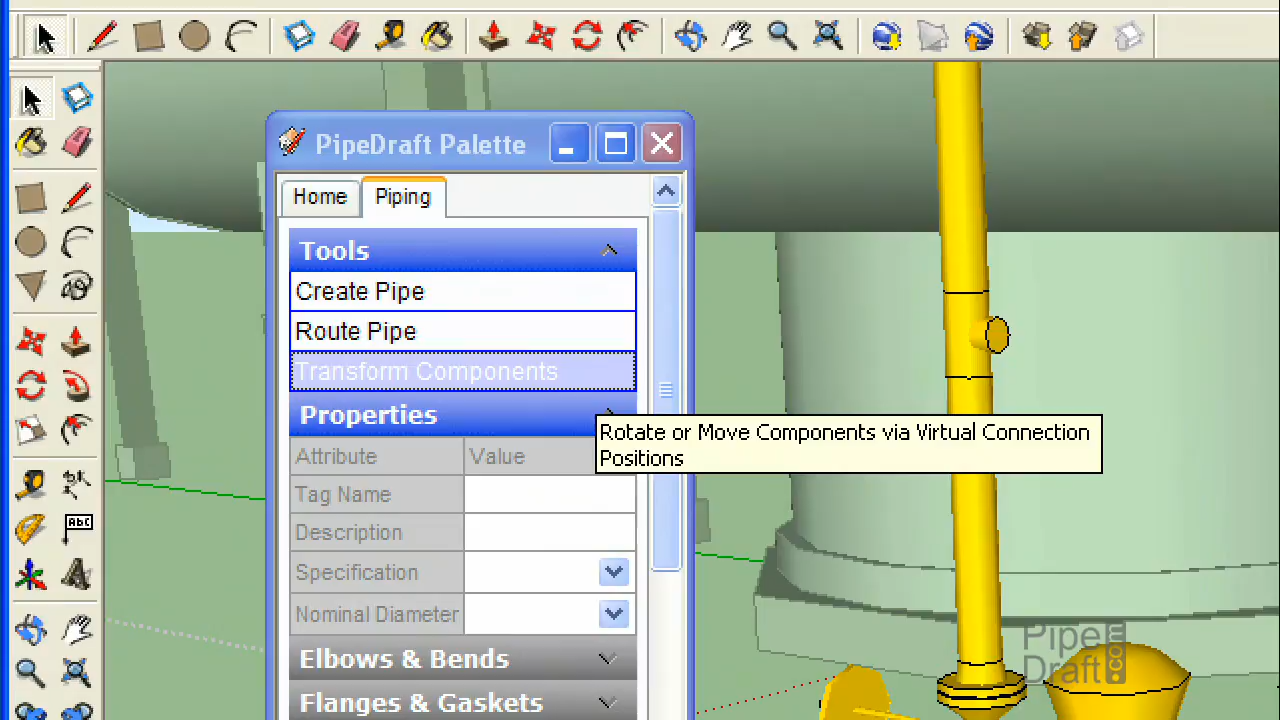 PipeDraft Palette
Home
Piping
Tools
Create Pipe
Route Pipe
Transform Components
Properties
Rotate or Move Components via Virtual Connection
Positions
Attribute
Value
Tag Name
Description
Specification
Nominal Diameter
Elbows & Bends
Flanges & Gaskets
ABC
Pipe
Draft.com